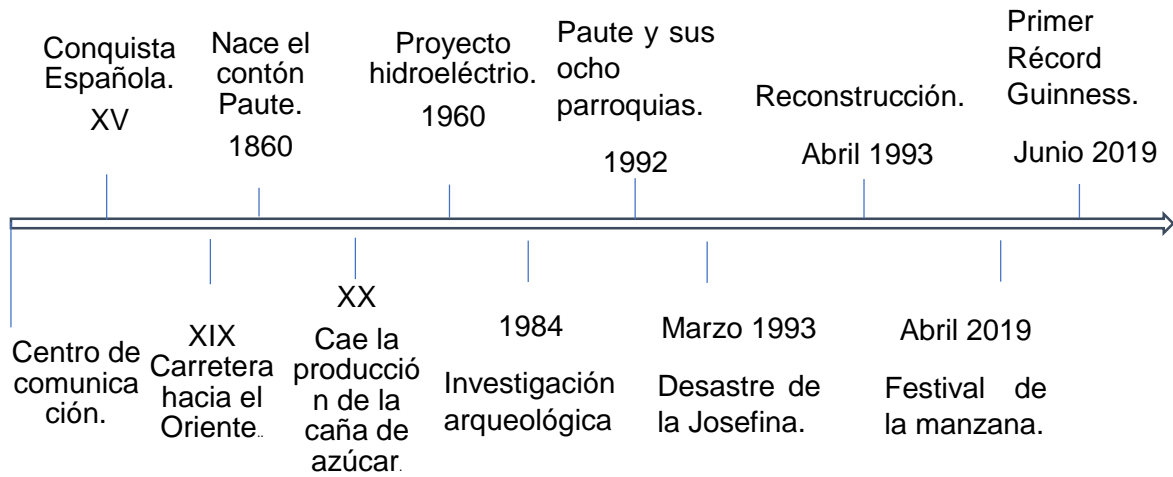 Conquista
Española.
XV
Nace el
contón
Paute.
1860
Proyecto
hidroeléctrio.
1960
Paute y sus
ocho
parroquias.
1992
Reconstrucción.
Abril 1993
Primer
Récord
Guinness.
Junio 2019
Centro de
comunica
ción.
XIX
Carretera
hacia el
Oriente..
XX
Cae la
producció
n de la
caña de
azúcar.
1984
Investigación
arqueológica
Marzo 1993
Desastre de
la Josefina.
Abril 2019
Festival de
la manzana.